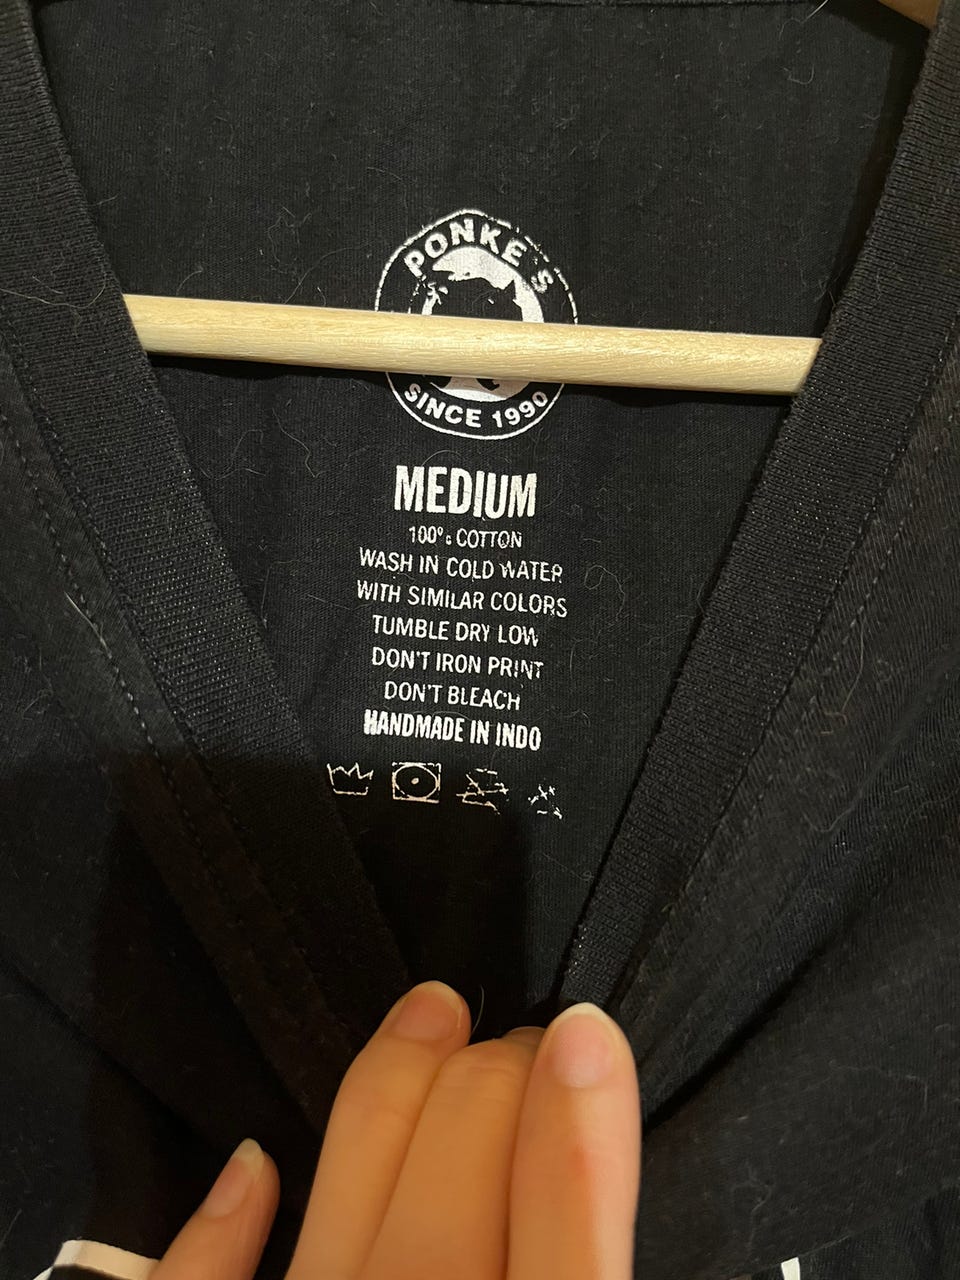 PONKE'S
SINCE 1990
MEDIUM
100% COTTON
WASH IN COLD WATER
WITH SIMILAR COLORS
TUMBLE DRY LOW
DON'T IRON PRINT
DON'T BLEACH
HANDMADE IN INDO